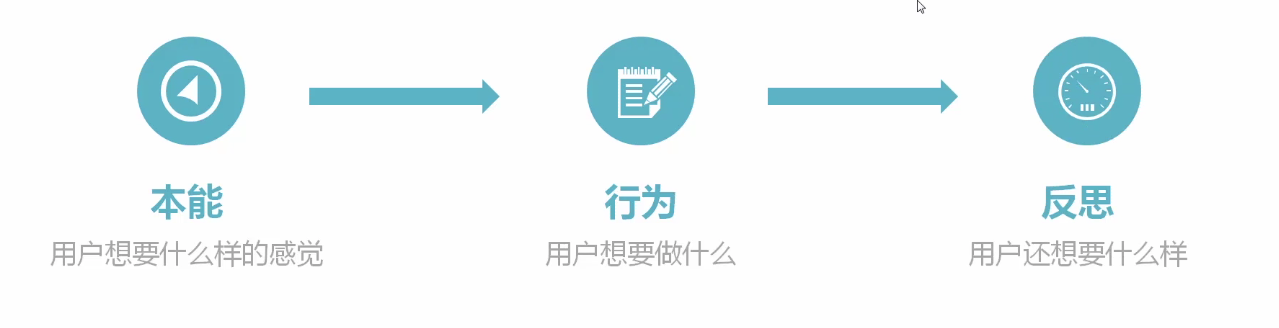 本能
行为
反思
用户想要什么样的感觉
用户想要做什么
用户还想要什么样